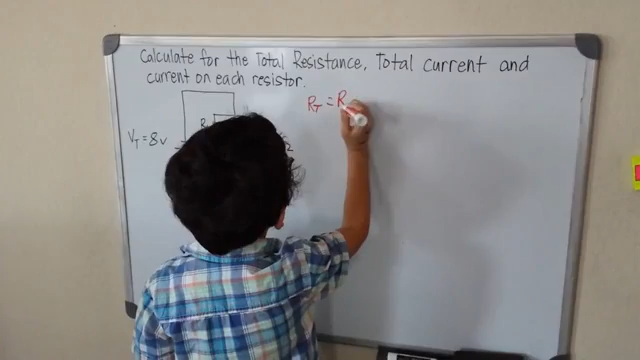 Calculate for the Total Resistance, Total current and
current on each resistor.
R_T = R
V_T = 8v